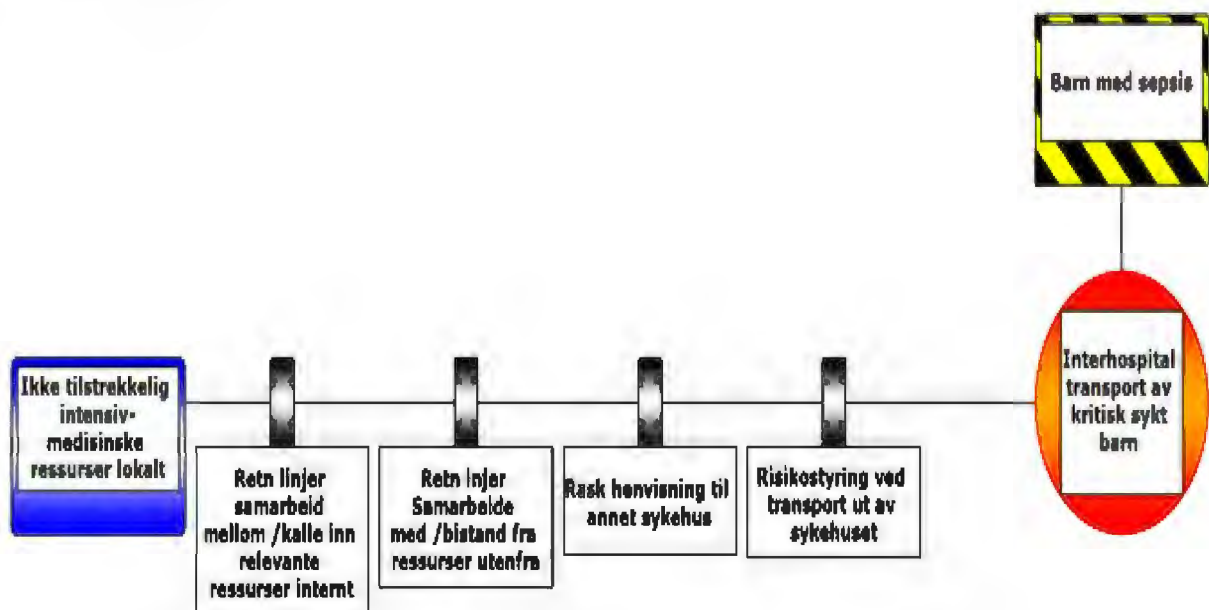 Barn med sepsis
Interhospital
transport av
kritisk sykt
barn
Ikke tilstrekkelig
intensiv-
medisinske
ressurser lokalt
Retn linjer
samarbeid
mellom /kalle inn
relevante
ressurser internt
Retn linjer
Samarbeide
med /bistand fra
ressurser utenfra
Rask henvisning til
annet sykehus
Risikostyring ved
transport ut av
sykehuset